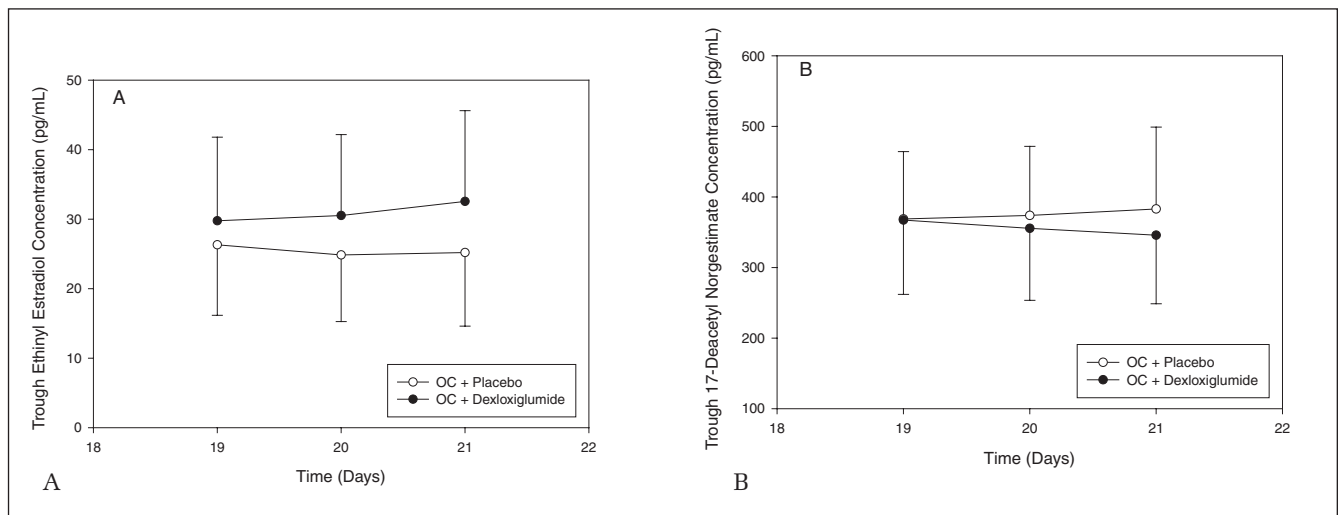 A
Trough Ethinyl Estradiol Concentration (pg/mL)
50
40
30
20
10
0
18
19
20
21
22
Time (Days)
OC + Placebo
OC + Dexloxiglumide
A
B
Trough 17-Deacetyl Norgestimate Concentration (pg/mL)
600
500
400
300
200
100
18
19
20
21
22
Time (Days)
OC + Placebo
OC + Dexloxiglumide
B